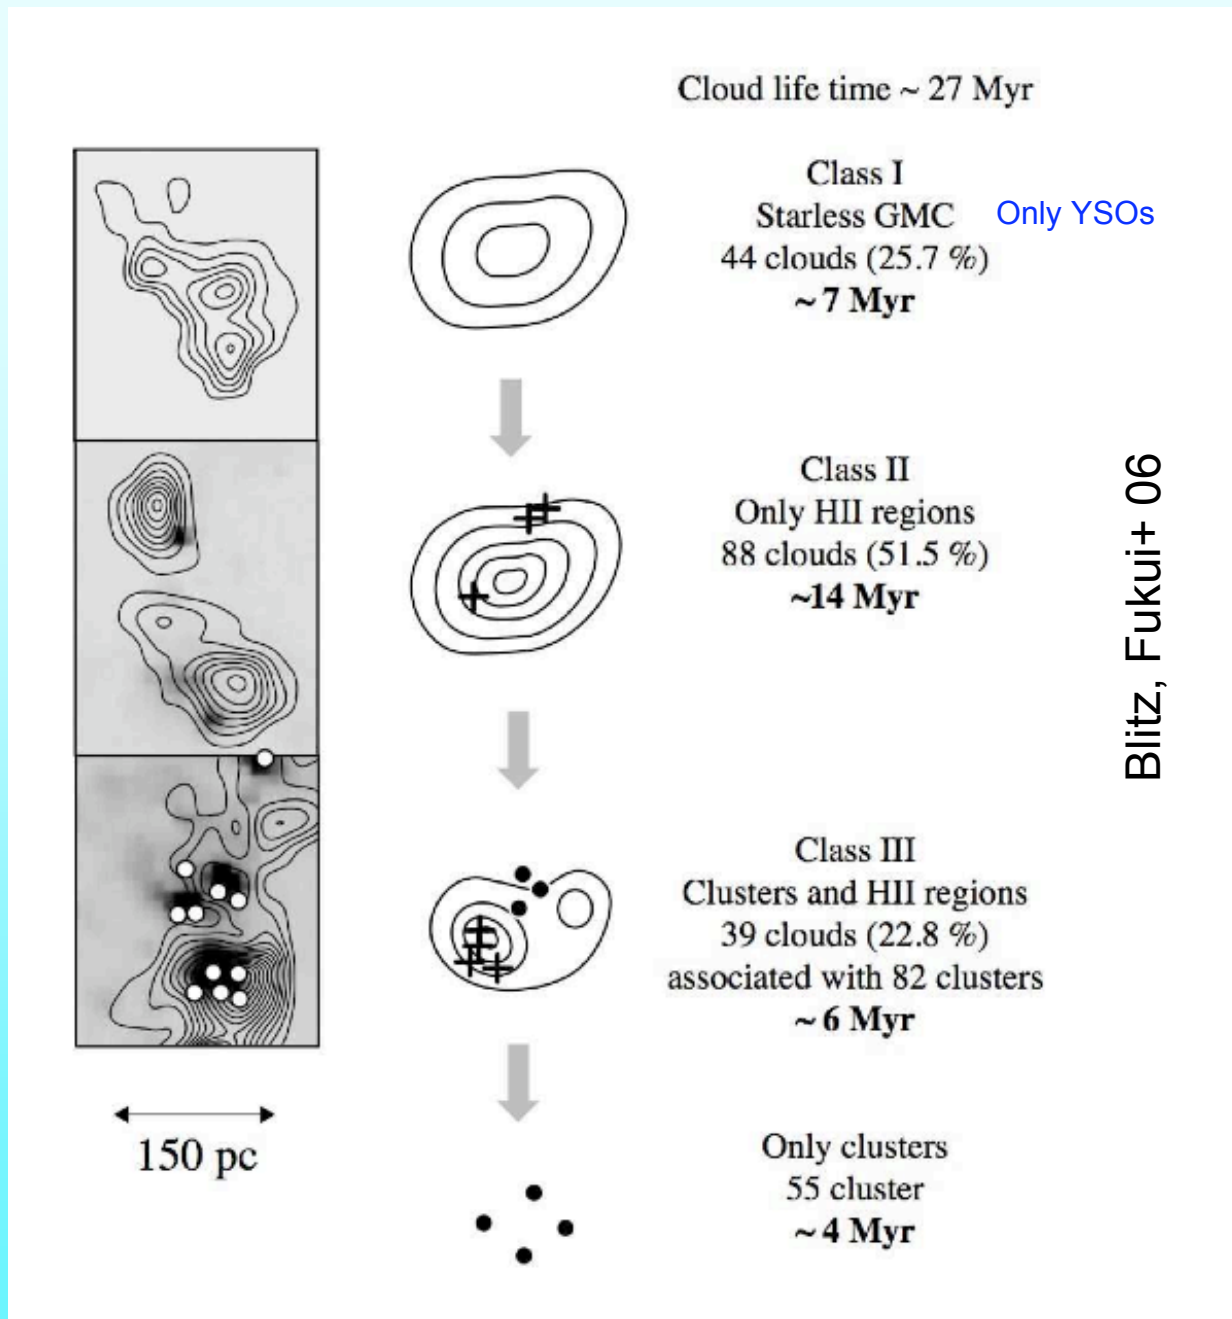 Cloud life time ~ 27 Myr
Class I
Starless GMC Only YSOs
44 clouds (25.7 %)
~ 7 Myr
Class II
Only HII regions
88 clouds (51.5 %)
~14 Myr
Blitz, Fukui+ 06
Class III
Clusters and HII regions
39 clouds (22.8 %)
associated with 82 clusters
~ 6 Myr
150 pc
Only clusters
55 cluster
~ 4 Myr